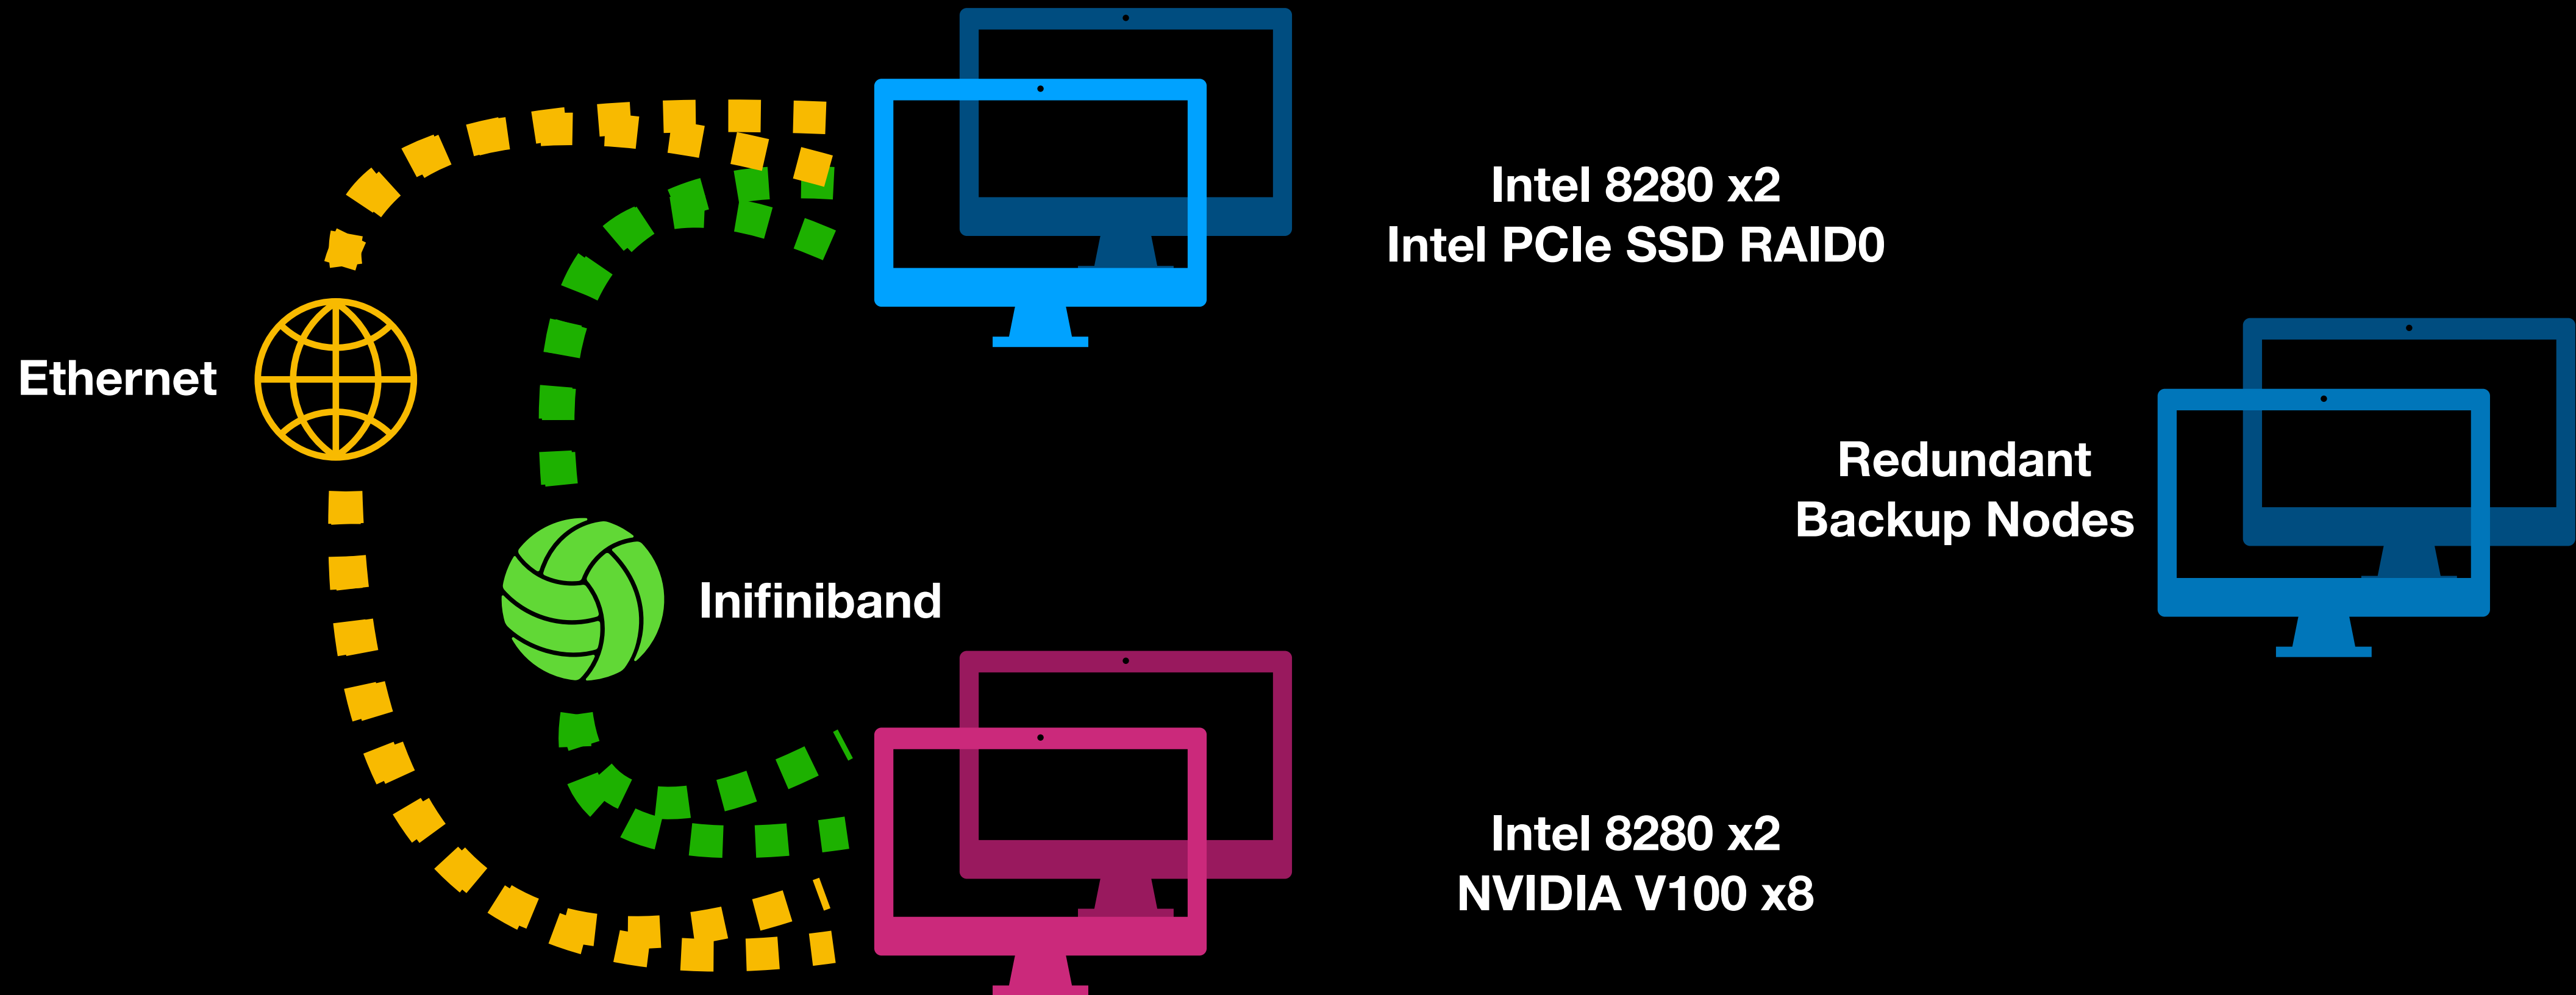 Intel 8280 x2
Intel PCIe SSD RAID0
Ethernet
Redundant
Backup Nodes
Inifiniband
Intel 8280 x2
NVIDIA V100 x8